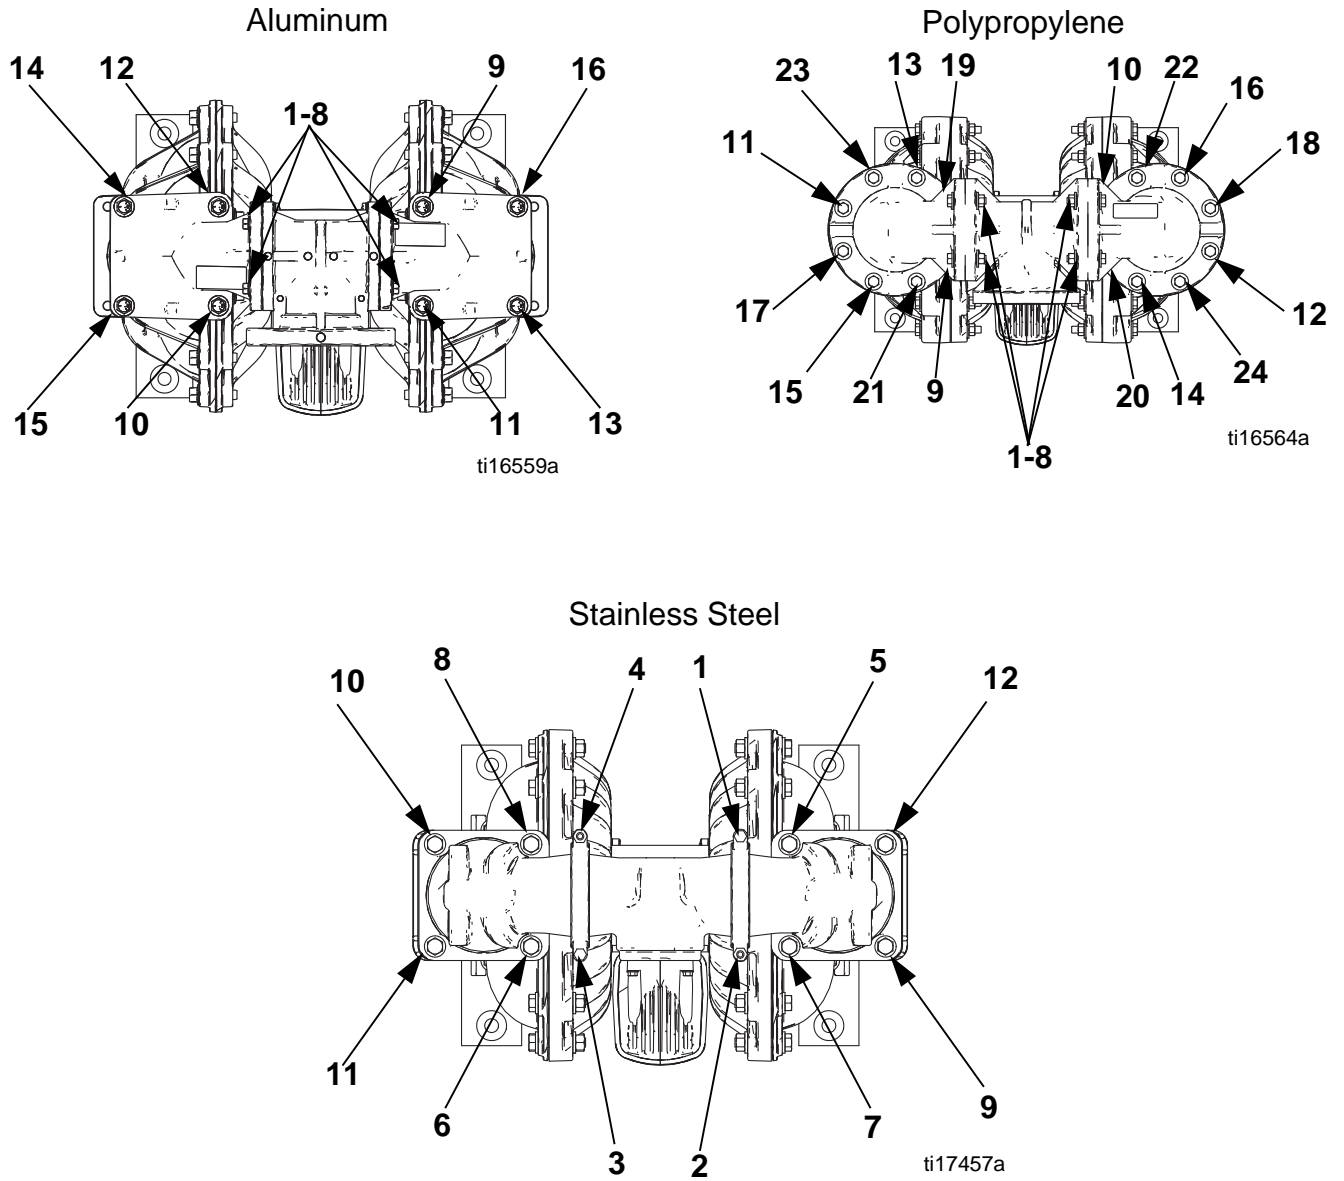 Aluminum
14 12 9 16
1-8
15 10 11 13
ti16559a
Polypropylene
23 13 19 10 22 16
11 18
17 12
15 21 9 20 14 24
1-8
ti16564a
Stainless Steel
10 8 4 1 5 12
11 6 3 2 7 9
ti17457a